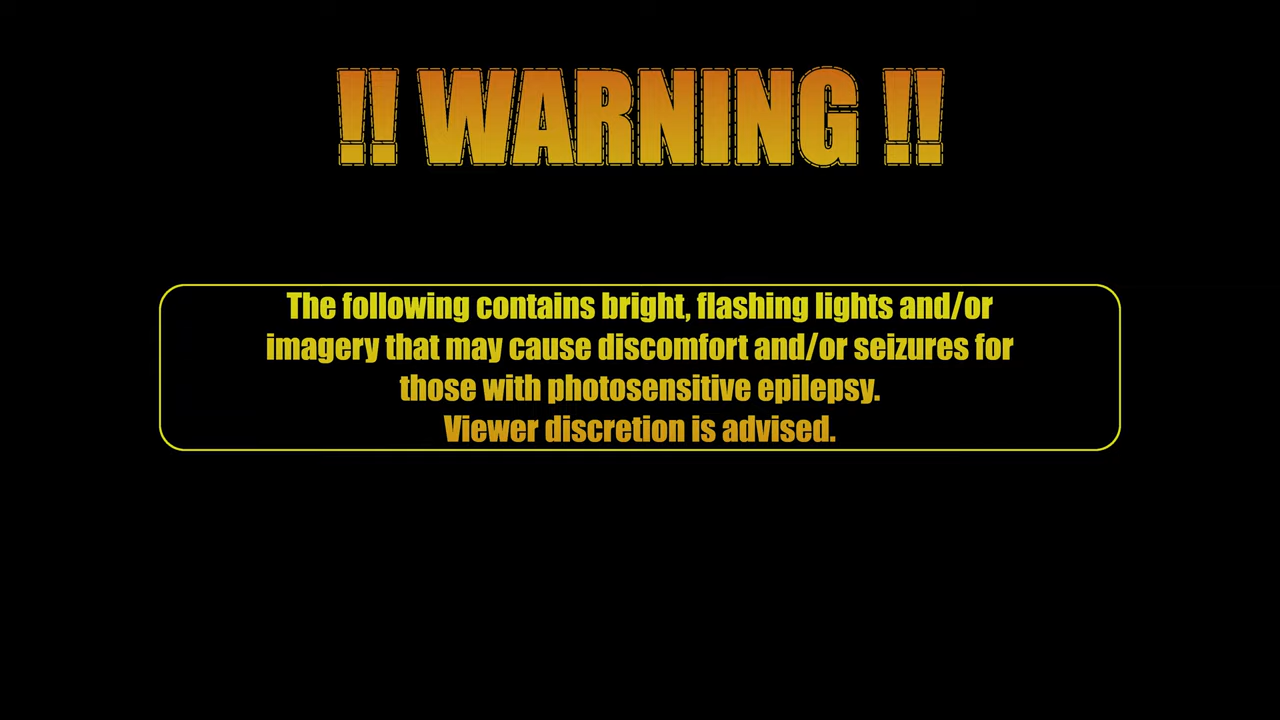 !! WARNING !!
The following contains bright, flashing lights and/or
imagery that may cause discomfort and/or seizures for
those with photosensitive epilepsy.
Viewer discretion is advised.